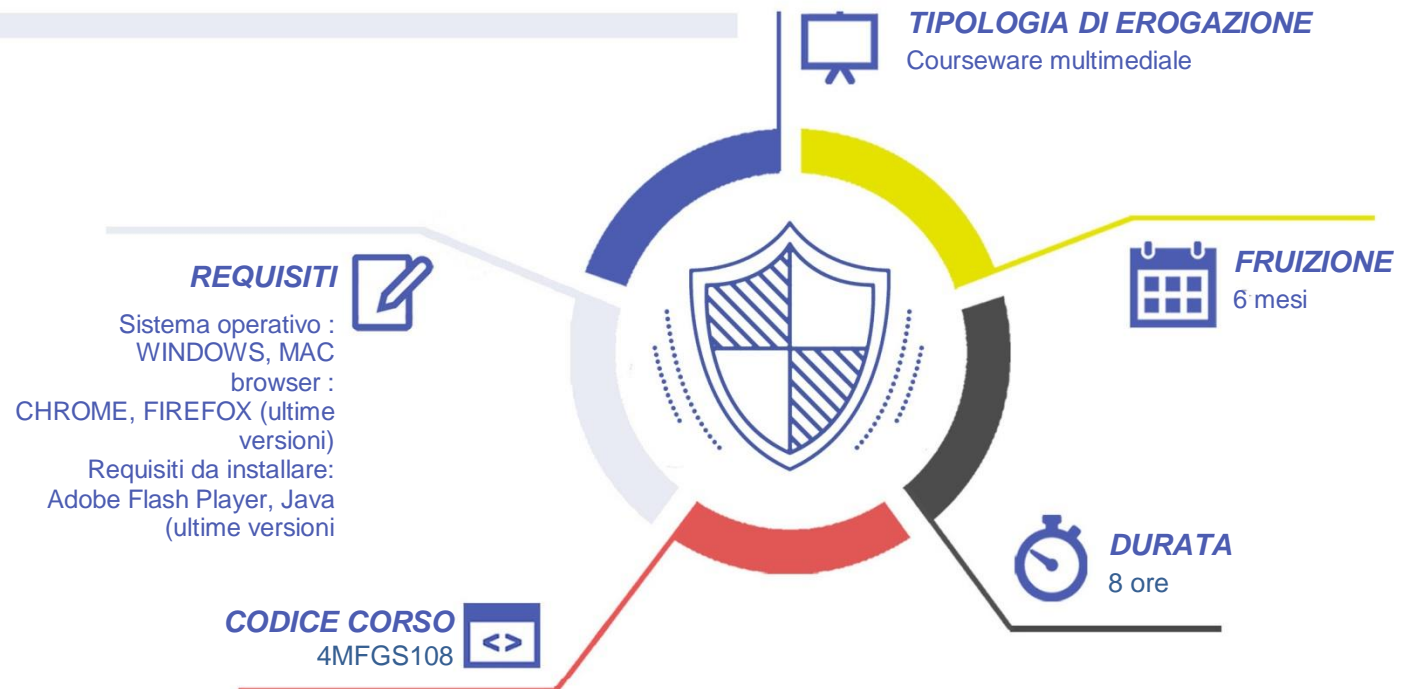 TIPOLOGIA DI EROGAZIONE
Courseware multimediale
REQUISITI
Sistema operativo :
WINDOWS, MAC
browser :
CHROME, FIREFOX (ultime
versioni)
Requisiti da installare:
Adobe Flash Player, Java
(ultime versioni
FRUIZIONE
6 mesi
DURATA
8 ore
CODICE CORSO
4MFGS108
<>